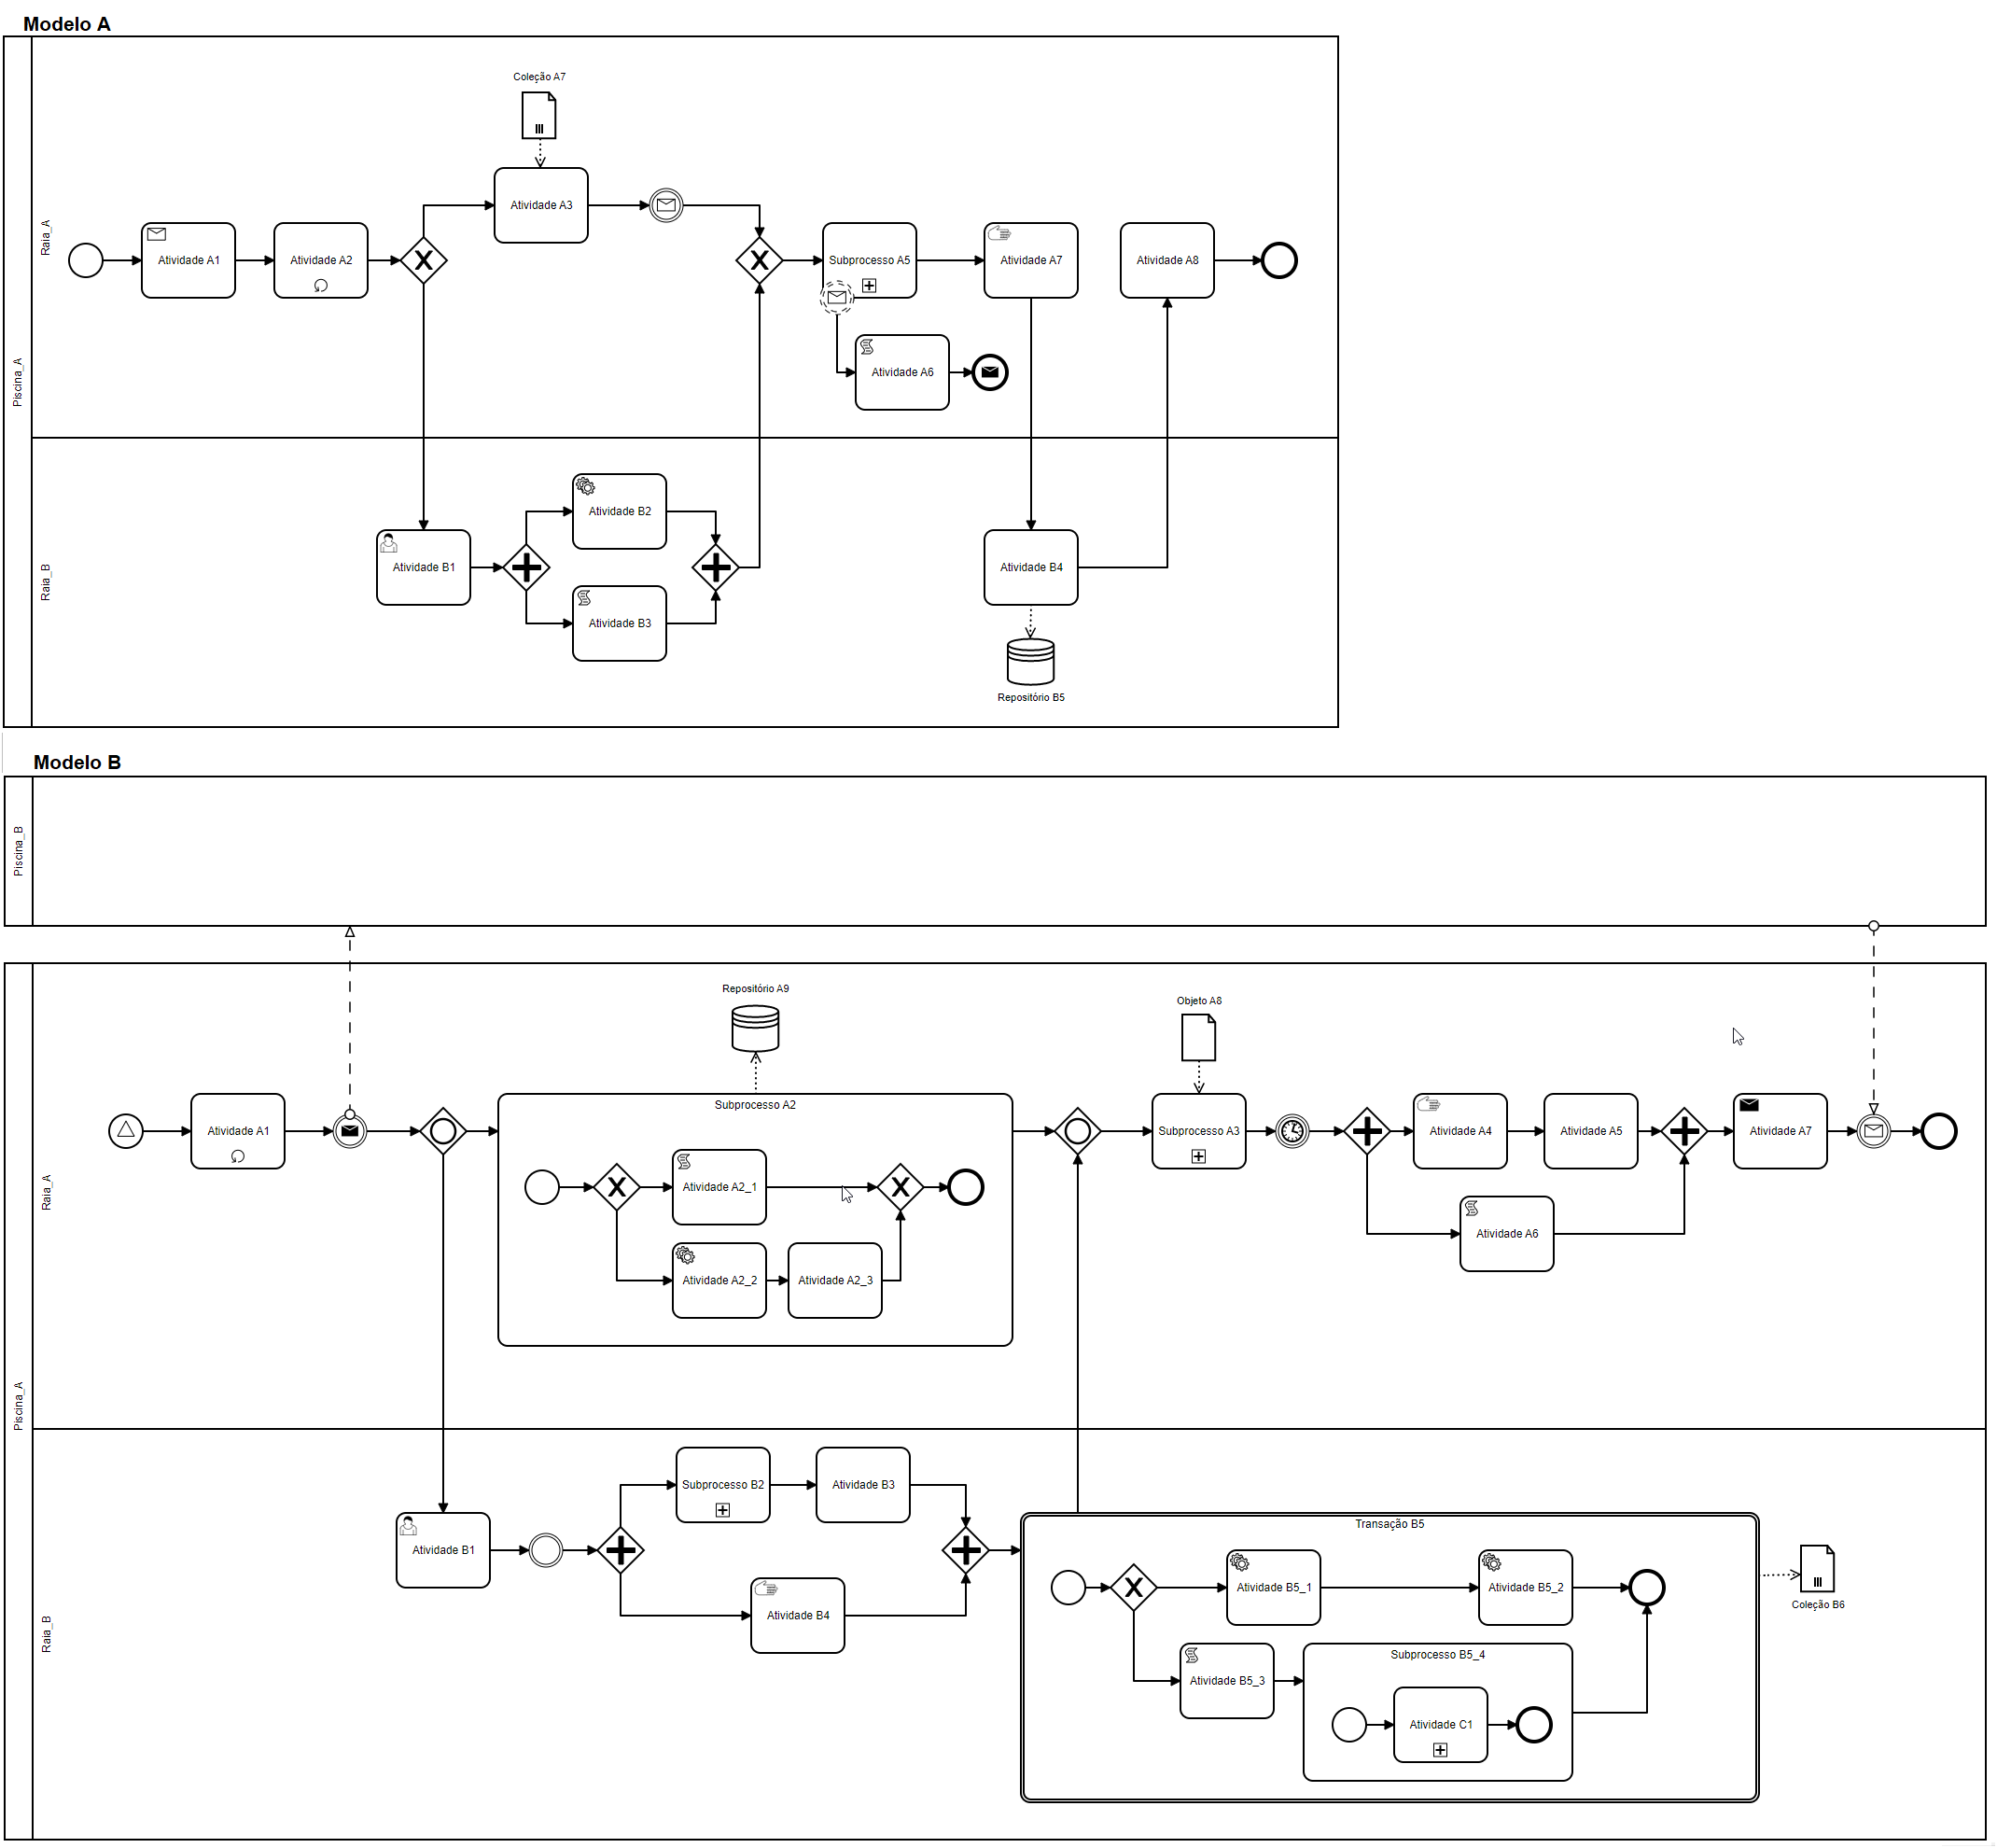 Modelo A
Piscina_A
Raia_A
Coleção A7
Atividade A3
Atividade A1
Atividade A2
Subprocesso A5
Atividade A7
Atividade A8
Atividade A6
Raia_B
Atividade B2
Atividade B1
Atividade B4
Atividade B3
Repositório B5
Modelo B
Piscina_B
Piscina_A
Raia_A
Repositório A9
Objeto A8
Subprocesso A2
Atividade A1
Subprocesso A3
Atividade A4
Atividade A5
Atividade A7
Atividade A2_1
Atividade A6
Atividade A2_2
Atividade A2_3
Raia_B
Subprocesso B2
Atividade B3
Transação B5
Atividade B1
Atividade B5_1
Atividade B5_2
Coleção B6
Atividade B4
Subprocesso B5_4
Atividade B5_3
Atividade C1